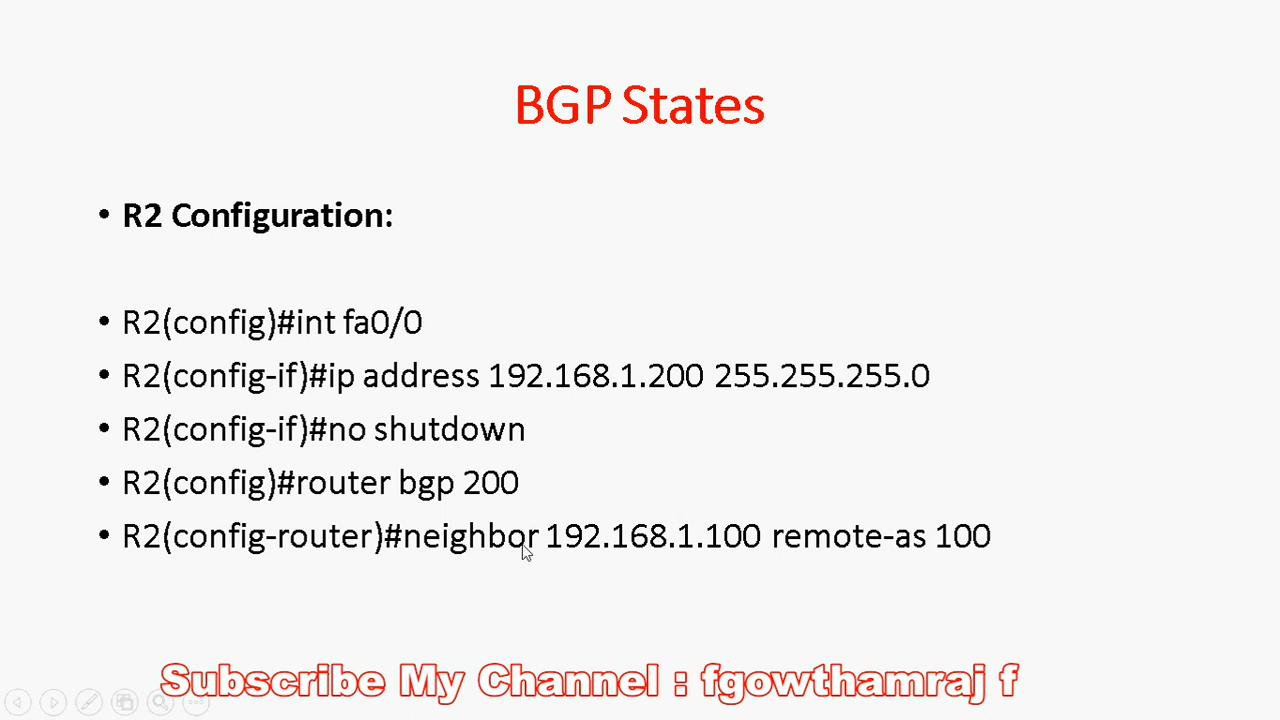 BGP States
• R2 Configuration:
• R2(config)#int fa0/0
• R2(config-if)#ip address 192.168.1.200 255.255.255.0
• R2(config-if)#no shutdown
• R2(config)#router bgp 200
• R2(config-router)#neighbor 192.168.1.100 remote-as 100
Subscribe My Channel : fgowthamraj f